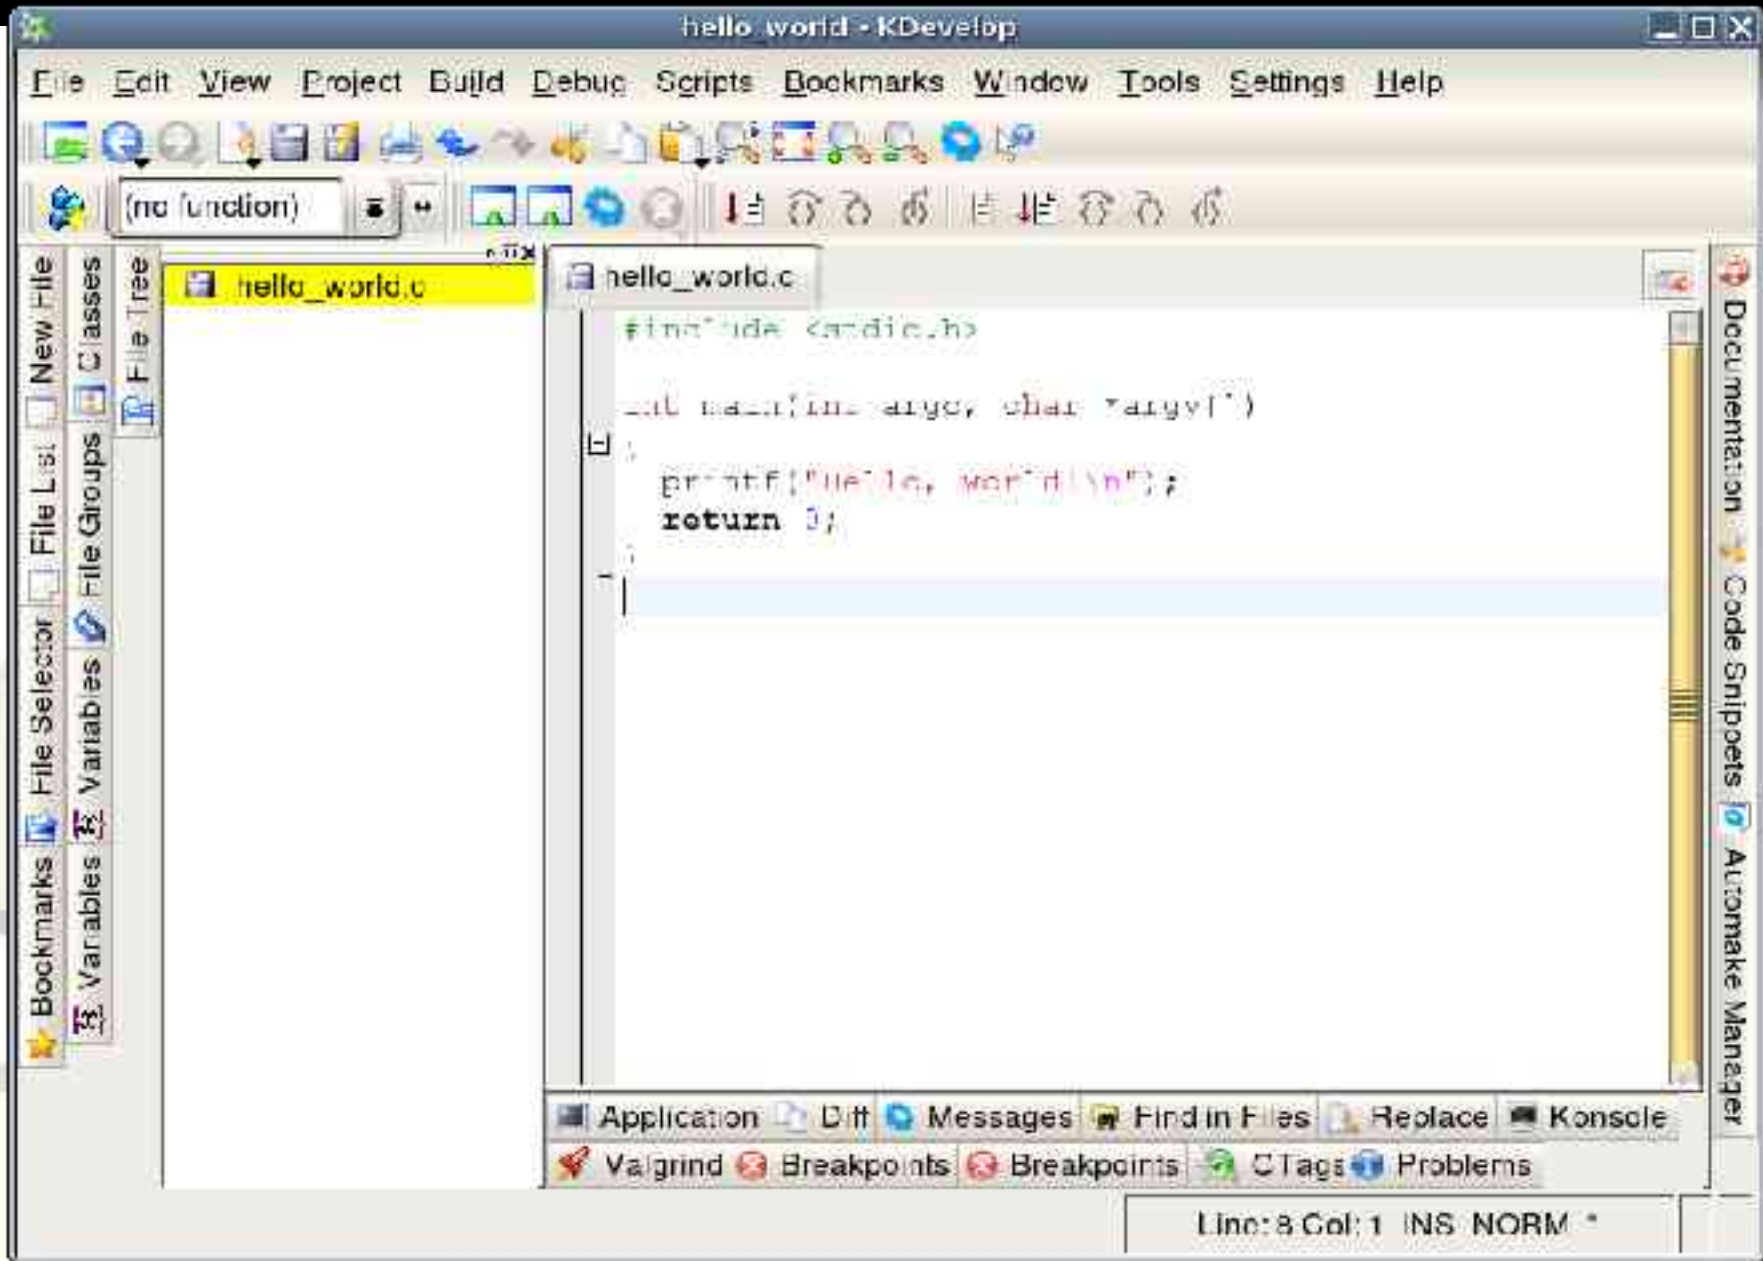 hello_world - KDevelop
File Edit View Project Build Debug Scripts Bookmarks Window Tools Settings Help
(no function)
New File
File List
File Selector
Bookmarks
Classes
File Groups
Variables
Variables
File Tree
hello_world.c
hello_world.c
#include <stdio.h>
int main(int argc, char *argv[])
{
printf("Hello, world!\n");
return 0;
}
Documentation
Code Snippets
Automake Manager
Application Diff Messages Find in Files Replace Konsole
Valgrind Breakpoints Breakpoints CTags Problems
Line: 8 Col: 1 INS NORM *